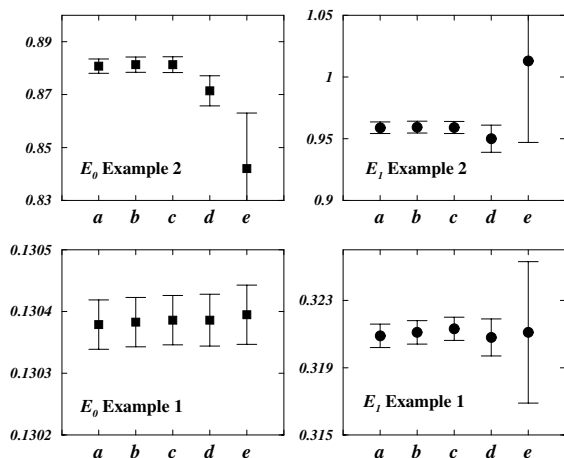 0.89
0.87
0.85
0.83
E0 Example 2
a b c d e
1.05
1
0.95
0.9
E1 Example 2
a b c d e
0.1305
0.1304
0.1303
0.1302
E0 Example 1
a b c d e
0.323
0.319
0.315
E1 Example 1
a b c d e